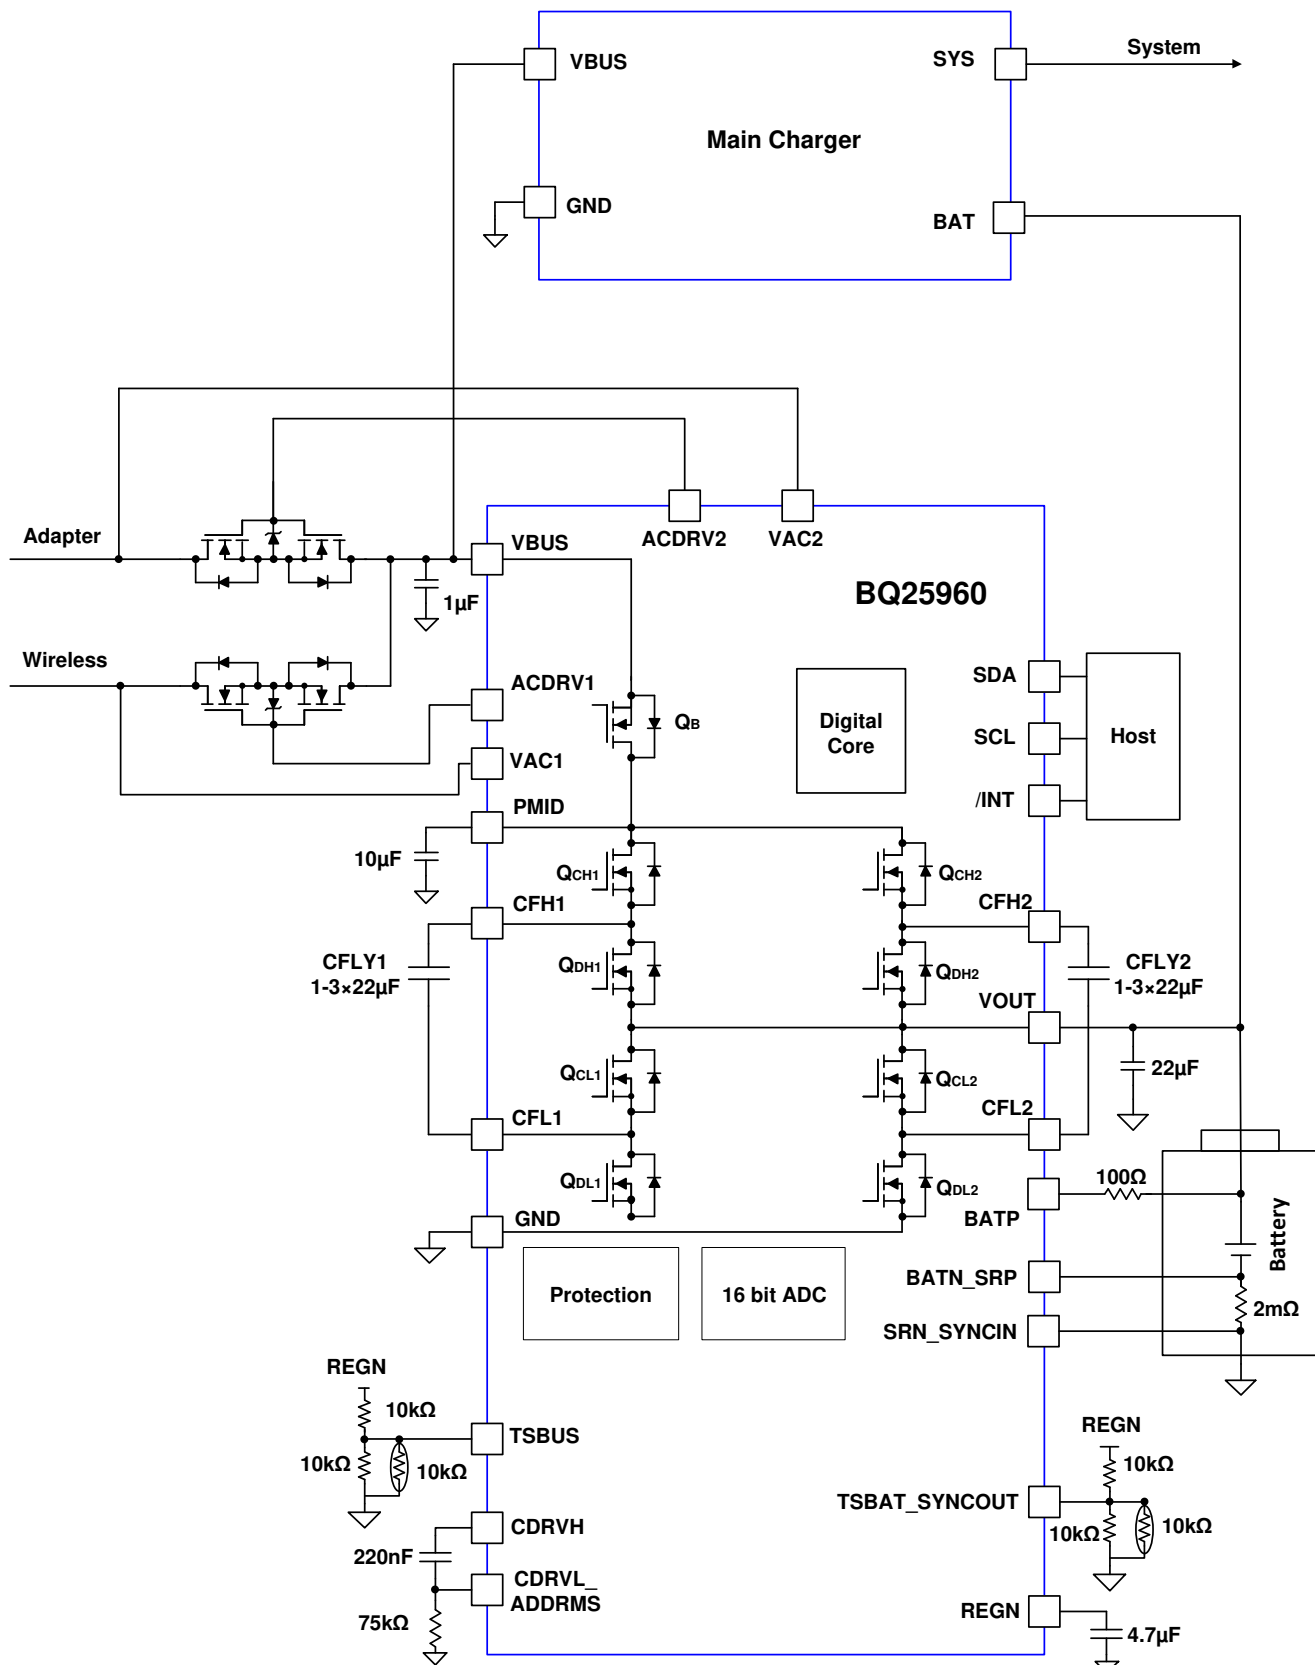 VBUS
SYS
System
Main Charger
GND
BAT
Adapter
VBUS
ACDRV2
VAC2
1µF
BQ25960
Wireless
ACDRV1
QB
Digital
Core
SDA
SCL
Host
/INT
VAC1
PMID
10µF
QCH1
QCH2
CFH1
CFH2
CFLY1
1-3×22µF
QDH1
QDH2
CFLY2
1-3×22µF
VOUT
QCL1
QCL2
22µF
CFL1
CFL2
QDL1
QDL2
100Ω
BATP
GND
Battery
Protection
16 bit ADC
BATN_SRP
2mΩ
SRN_SYNCIN
REGN
10kΩ
TSBUS
10kΩ
10kΩ
REGN
10kΩ
TSBAT_SYNCOUT
10kΩ
10kΩ
CDRVH
220nF
CDRVL_
ADDRMS
75kΩ
REGN
4.7µF